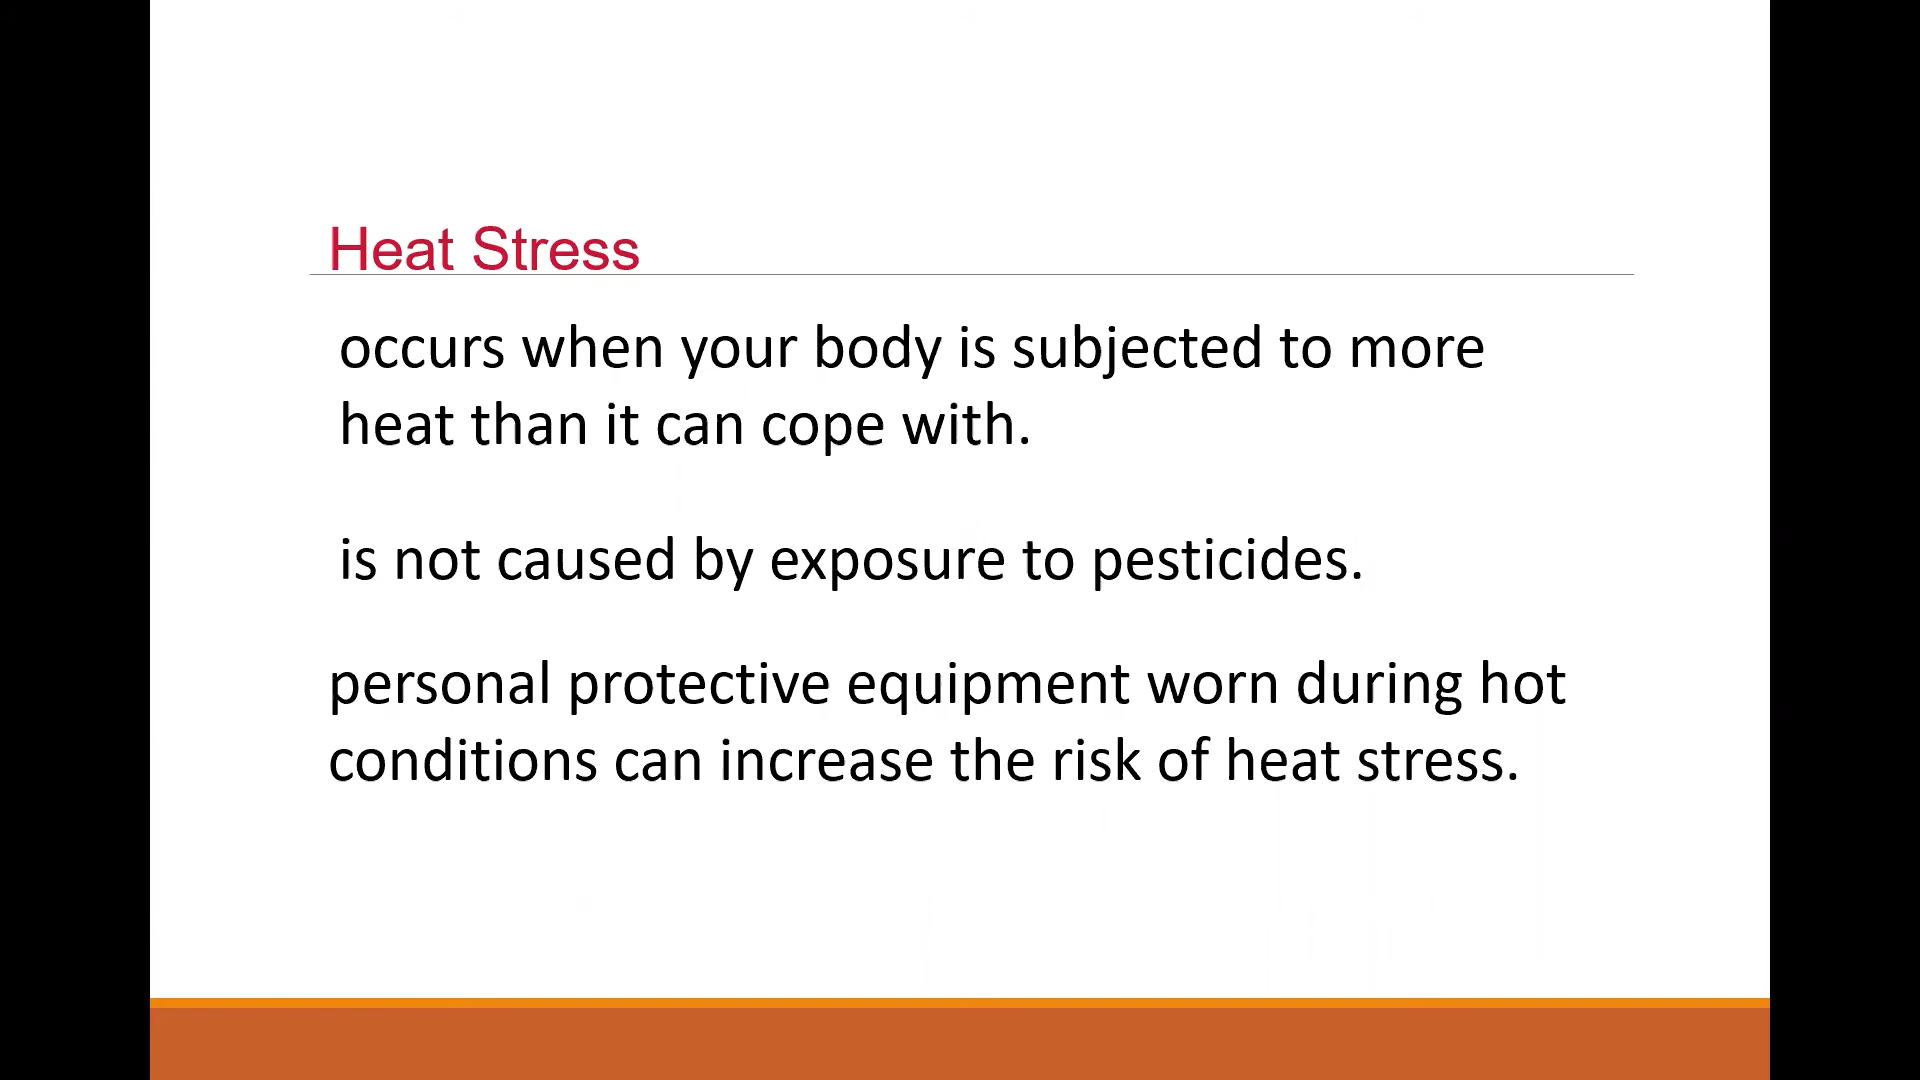 Heat Stress
occurs when your body is subjected to more
heat than it can cope with.
is not caused by exposure to pesticides.
personal protective equipment worn during hot
conditions can increase the risk of heat stress.